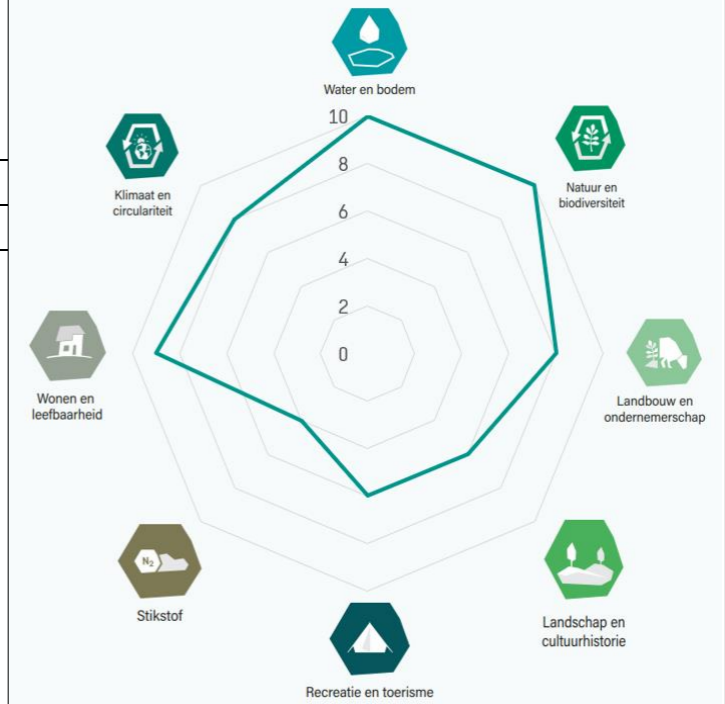 Water en bodem
10
8
6
4
2
0
Natuur en
biodiversiteit
Landbouw en
ondernemerschap
Landschap en
cultuurhistorie
Recreatie en toerisme
N2
Stikstof
Wonen en
leefbaarheid
Klimaat en
circulariteit